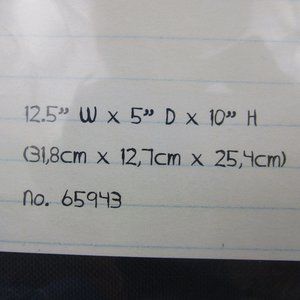 12.5” W x 5” D x 10” H
(31,8cm x 12,7cm x 25,4cm)
no. 65943